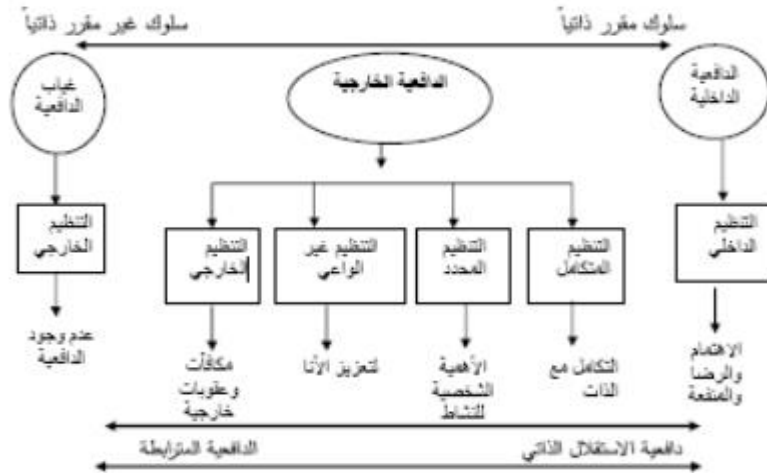 سلوك مقرر ذاتياً
سلوك غير مقرر ذاتياً
الدافعية
الداخلية
الدافعية الخارجية
غياب
الدافعية
التنظيم
الداخلي
التنظيم
المتكامل
التنظيم
المحدد
التنظيم غير
الواعي
التنظيم
الخارجي
التنظيم
الخارجي
الاهتمام
والرضا
والمنفعة
التكامل مع
الذات
الأهمية
الشخصية
للنشاط
لتعزيز الأنا
مكافآت
وعقوبات
خارجية
عدم وجود
الدافعية
دافعية الاستقلال الذاتي
الدافعية المترابطة